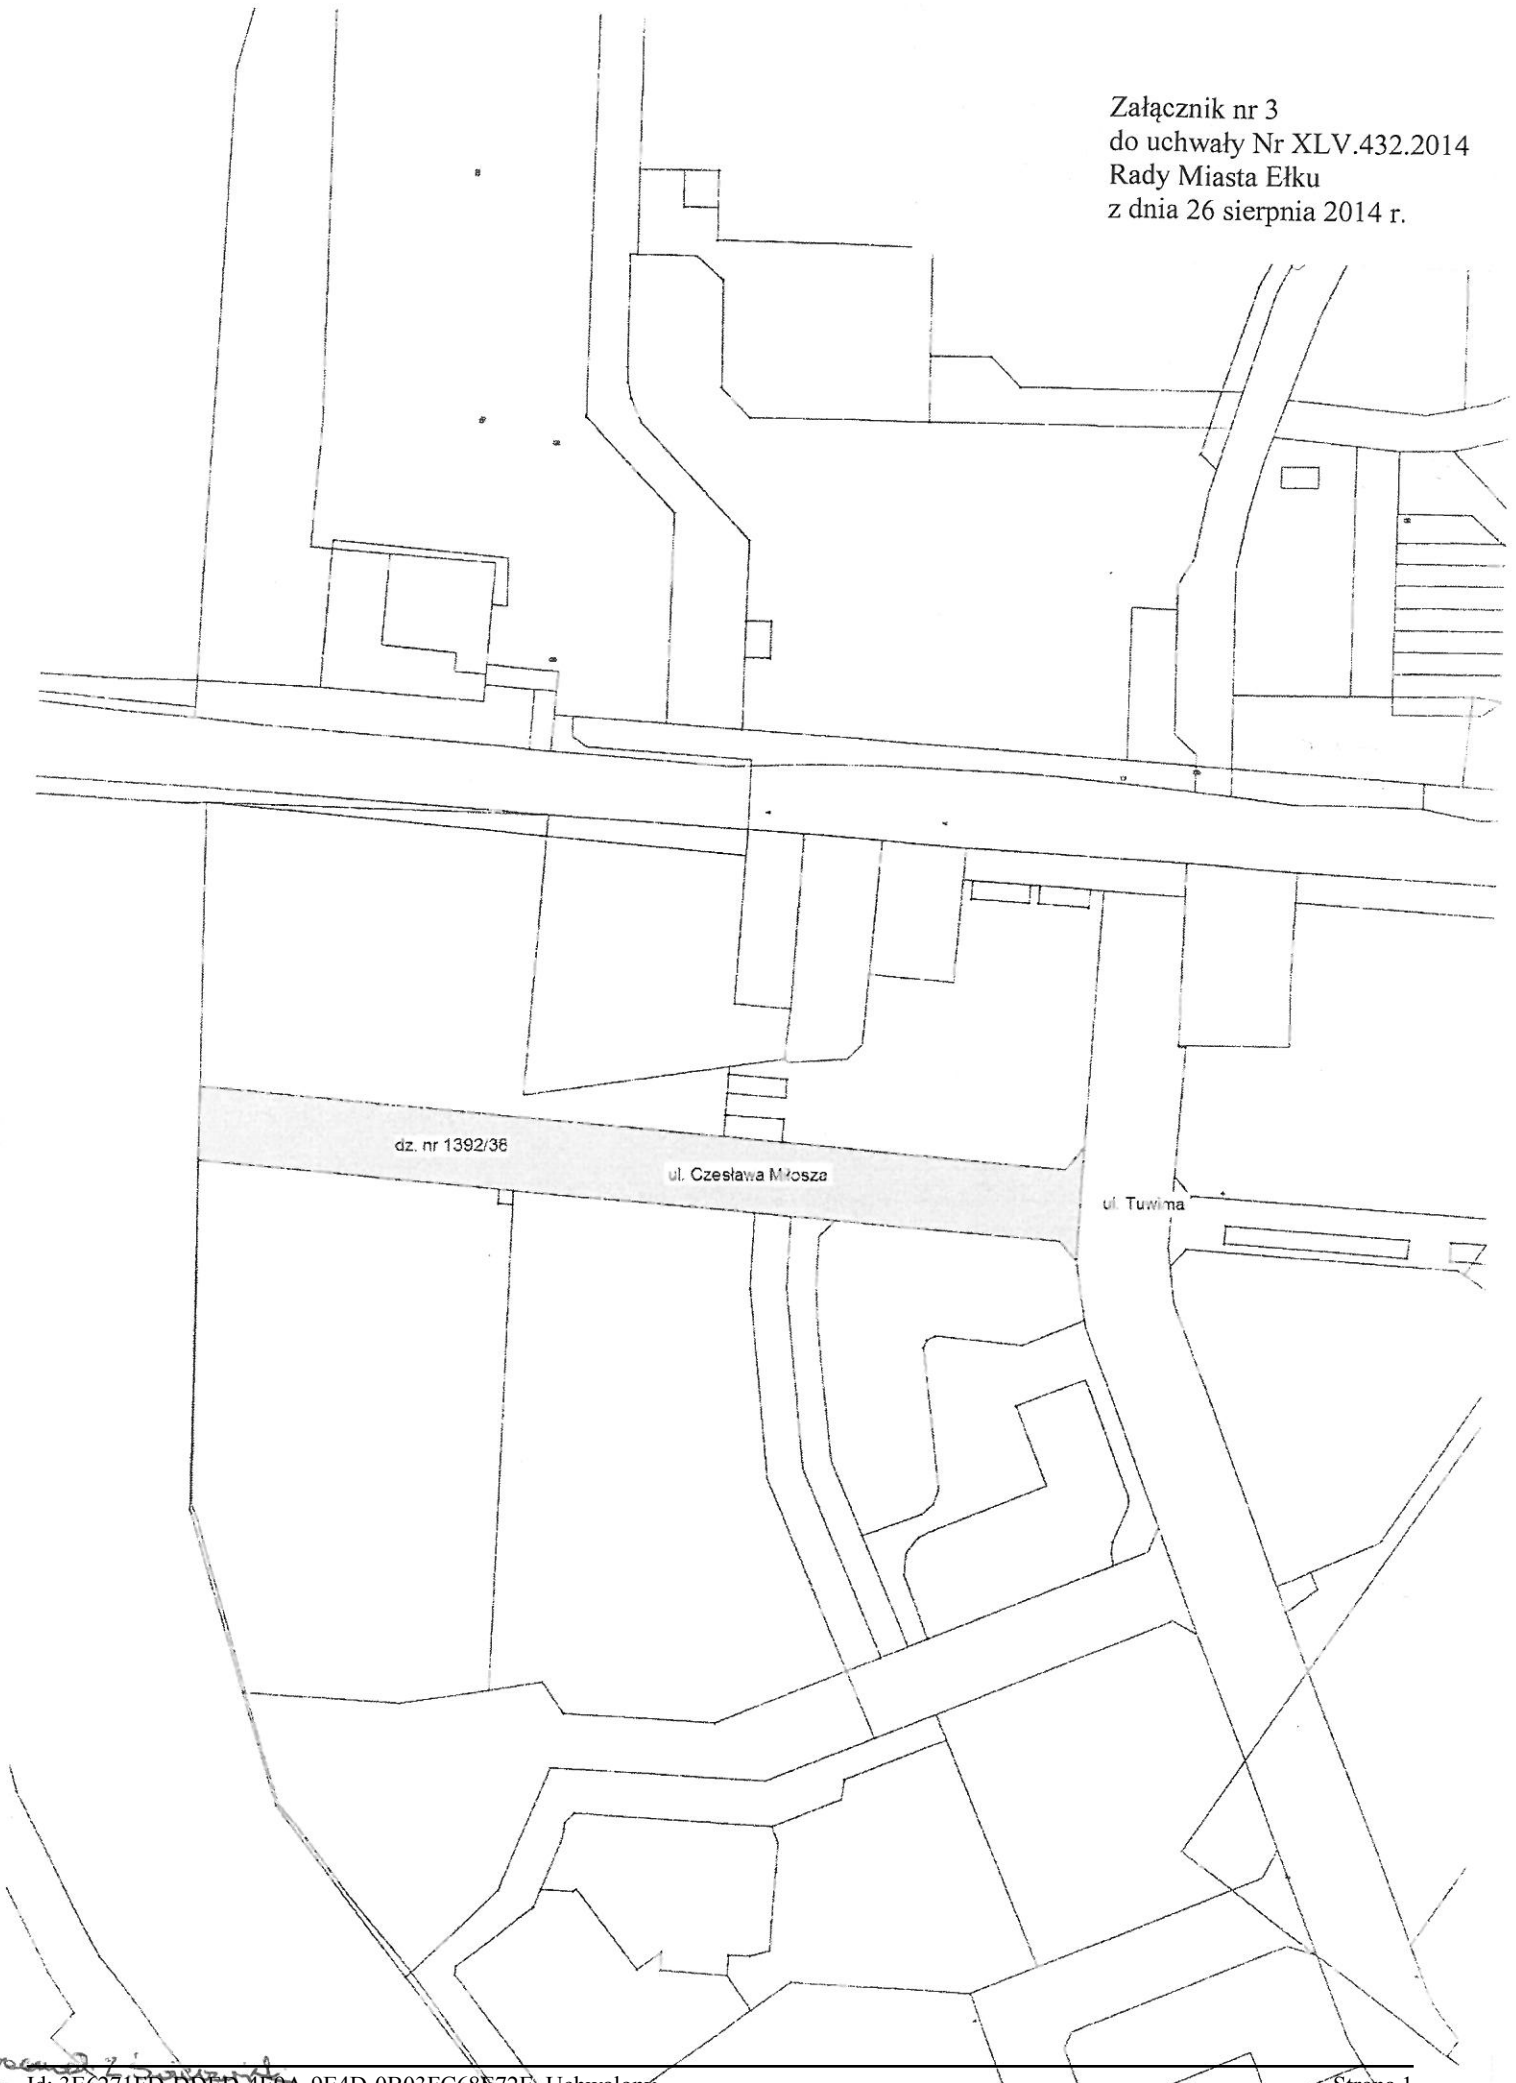 Załącznik nr 3
do uchwały Nr XLV.432.2014
Rady Miasta Ełku
z dnia 26 sierpnia 2014 r.
dz. nr 1392/38
ul. Czesława Miłosza
ul. Tuwima
Uchwalony
Strona 1